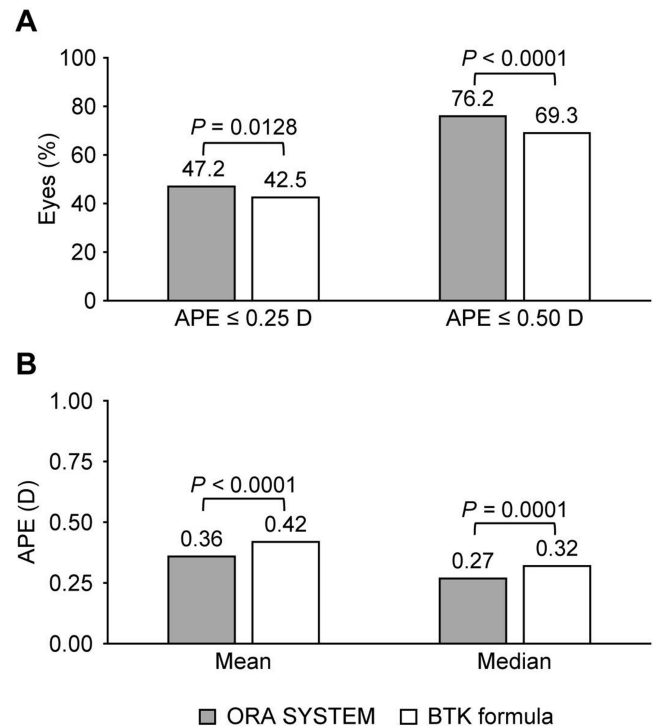 A
100
80
60
40
20
0
Eyes (%)
P = 0.0128
47.2
42.5
P < 0.0001
76.2
69.3
APE ≤ 0.25 D
APE ≤ 0.50 D
B
1.00
0.75
0.50
0.25
0.00
APE (D)
P < 0.0001
0.36
0.42
P = 0.0001
0.27
0.32
Mean
Median
ORA SYSTEM
BTK formula